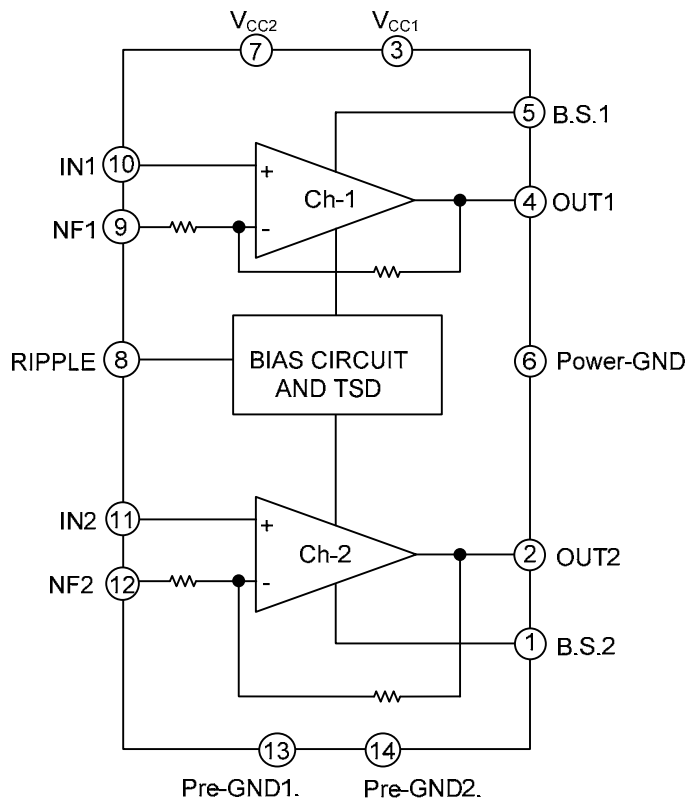 VCC2
VCC1
7
3
5
B.S.1
IN1
10
+
Ch-1
4
OUT1
NF1
9
-
RIPPLE
8
BIAS CIRCUIT
AND TSD
6
Power-GND
IN2
11
+
Ch-2
2
OUT2
NF2
12
-
1
B.S.2
13
14
Pre-GND1.
Pre-GND2.